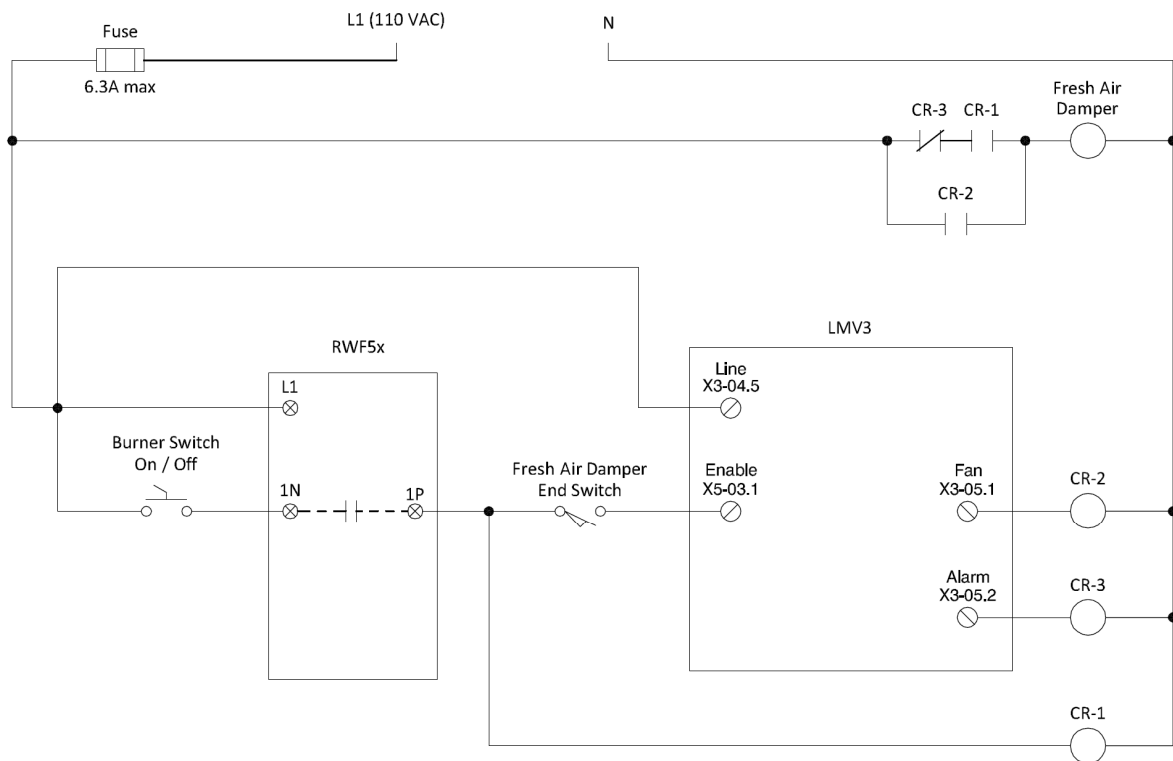 L1 (110 VAC)
N
Fuse
6.3A max
Fresh Air
Damper
CR-3
CR-1
CR-2
RWF5x
LMV3
L1
Line
X3-04.5
Burner Switch
On / Off
1N
1P
Fresh Air Damper
End Switch
Enable
X5-03.1
Fan
X3-05.1
CR-2
Alarm
X3-05.2
CR-3
CR-1